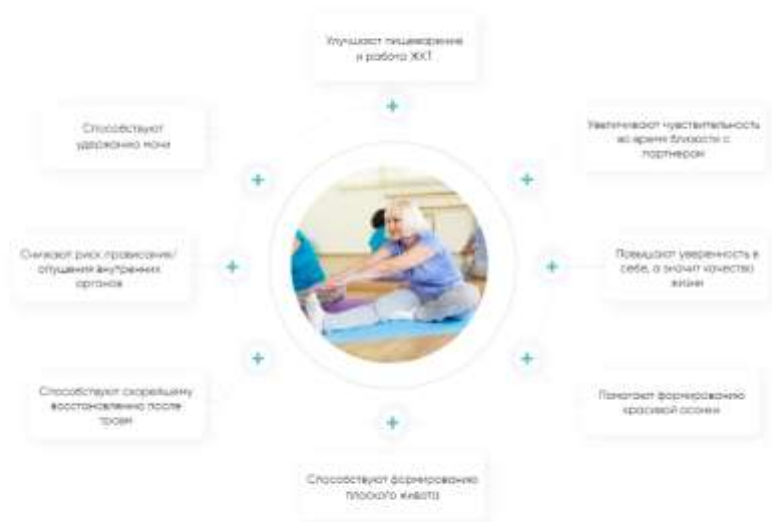 Улучшают пищеварение
и работа ЖКТ
Способствуют
удержанию мочи
Увеличивают чувствительность
во время близости с
партнером
Снижают риск провисания/
опущения внутренних
органов
Повышают уверенность в
себе, а значит качество
жизни
Способствуют скорейшему
восстановлению после
травм
Помогают формированию
красивой осанки
Способствуют формированию
плоского живота